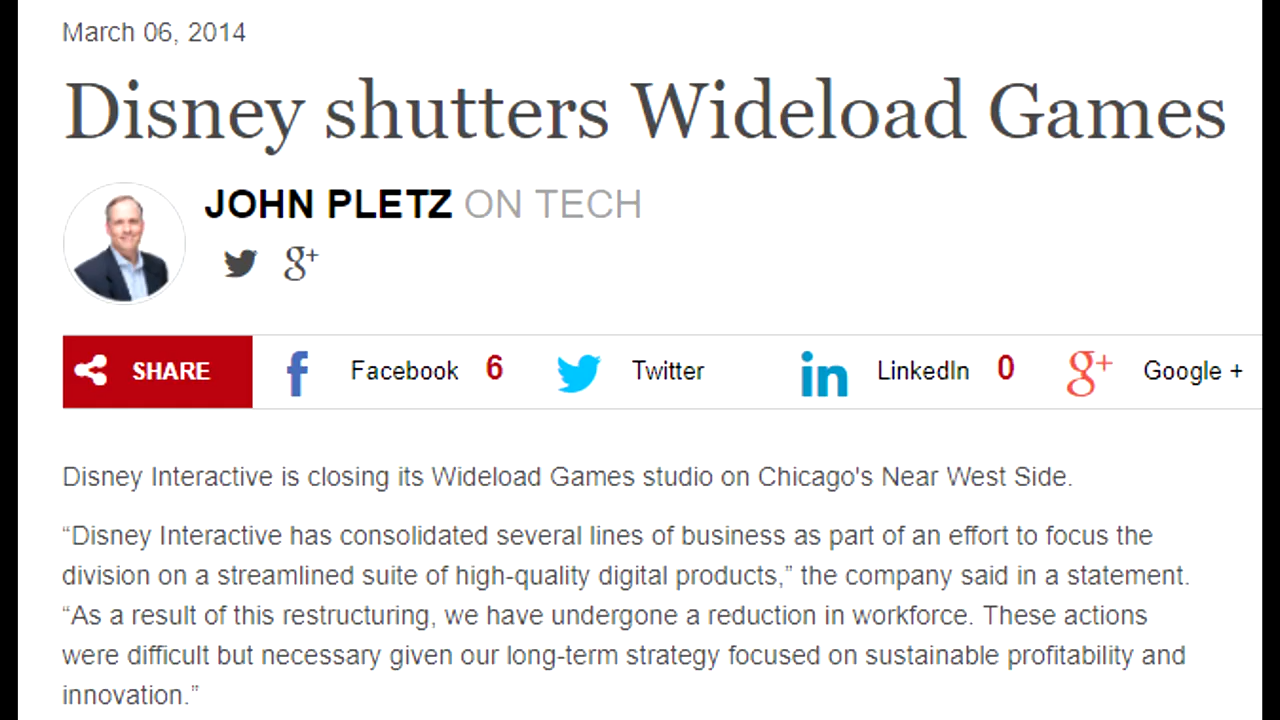 March 06, 2014
Disney shutters Wideload Games
JOHN PLETZ ON TECH
g+
SHARE
f Facebook 6 Twitter in LinkedIn 0 g+ Google +
Disney Interactive is closing its Wideload Games studio on Chicago's Near West Side.
“Disney Interactive has consolidated several lines of business as part of an effort to focus the
division on a streamlined suite of high-quality digital products,” the company said in a statement.
“As a result of this restructuring, we have undergone a reduction in workforce. These actions
were difficult but necessary given our long-term strategy focused on sustainable profitability and
innovation.”